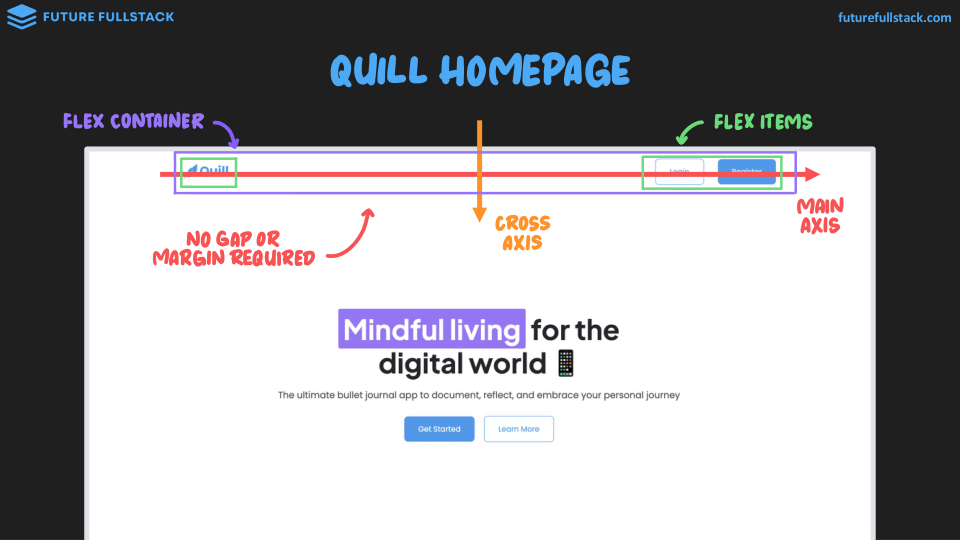 FUTURE FULLSTACK
futurefullstack.com
QUILL HOMEPAGE
FLEX CONTAINER
FLEX ITEMS
Quill
Login
Register
MAIN
AXIS
CROSS
AXIS
NO GAP OR
MARGIN REQUIRED
Mindful living for the
digital world
The ultimate bullet journal app to document, reflect, and embrace your personal journey
Get Started
Learn More